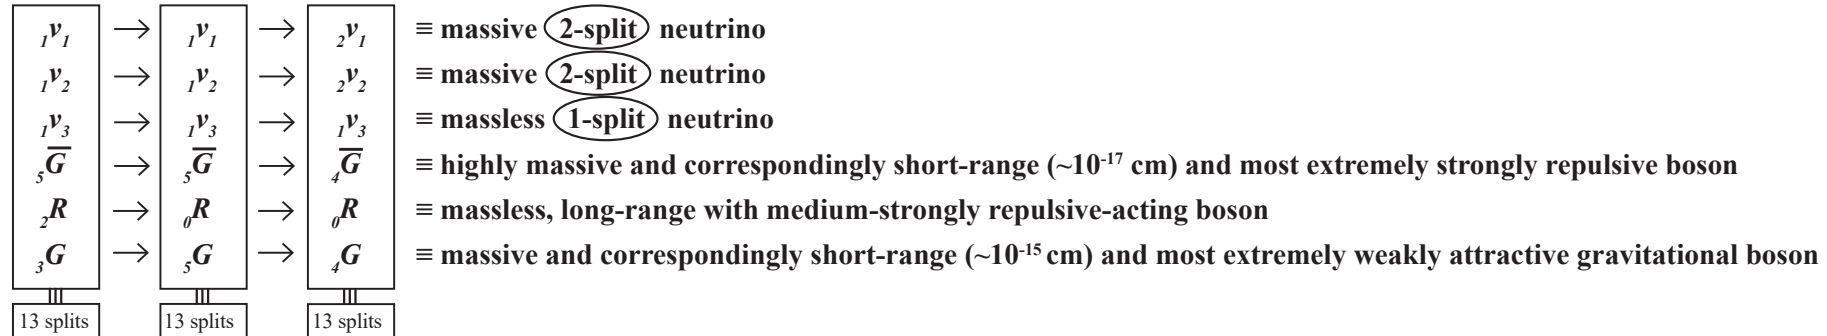 ₁ν₁ → ₁ν₁ → ₂ν₁ ≡ massive 2-split neutrino
₁ν₂ → ₁ν₂ → ₂ν₂ ≡ massive 2-split neutrino
₁ν₃ → ₁ν₃ → ₁ν₃ ≡ massless 1-split neutrino
₅G̅ → ₅G̅ → ₄G̅ ≡ highly massive and correspondingly short-range (~10⁻¹⁷ cm) and most extremely strongly repulsive boson
₂R → ₀R → ₀R ≡ massless, long-range with medium-strongly repulsive-acting boson
₃G → ₅G → ₄G ≡ massive and correspondingly short-range (~10⁻¹⁵ cm) and most extremely weakly attractive gravitational boson
13 splits 13 splits 13 splits